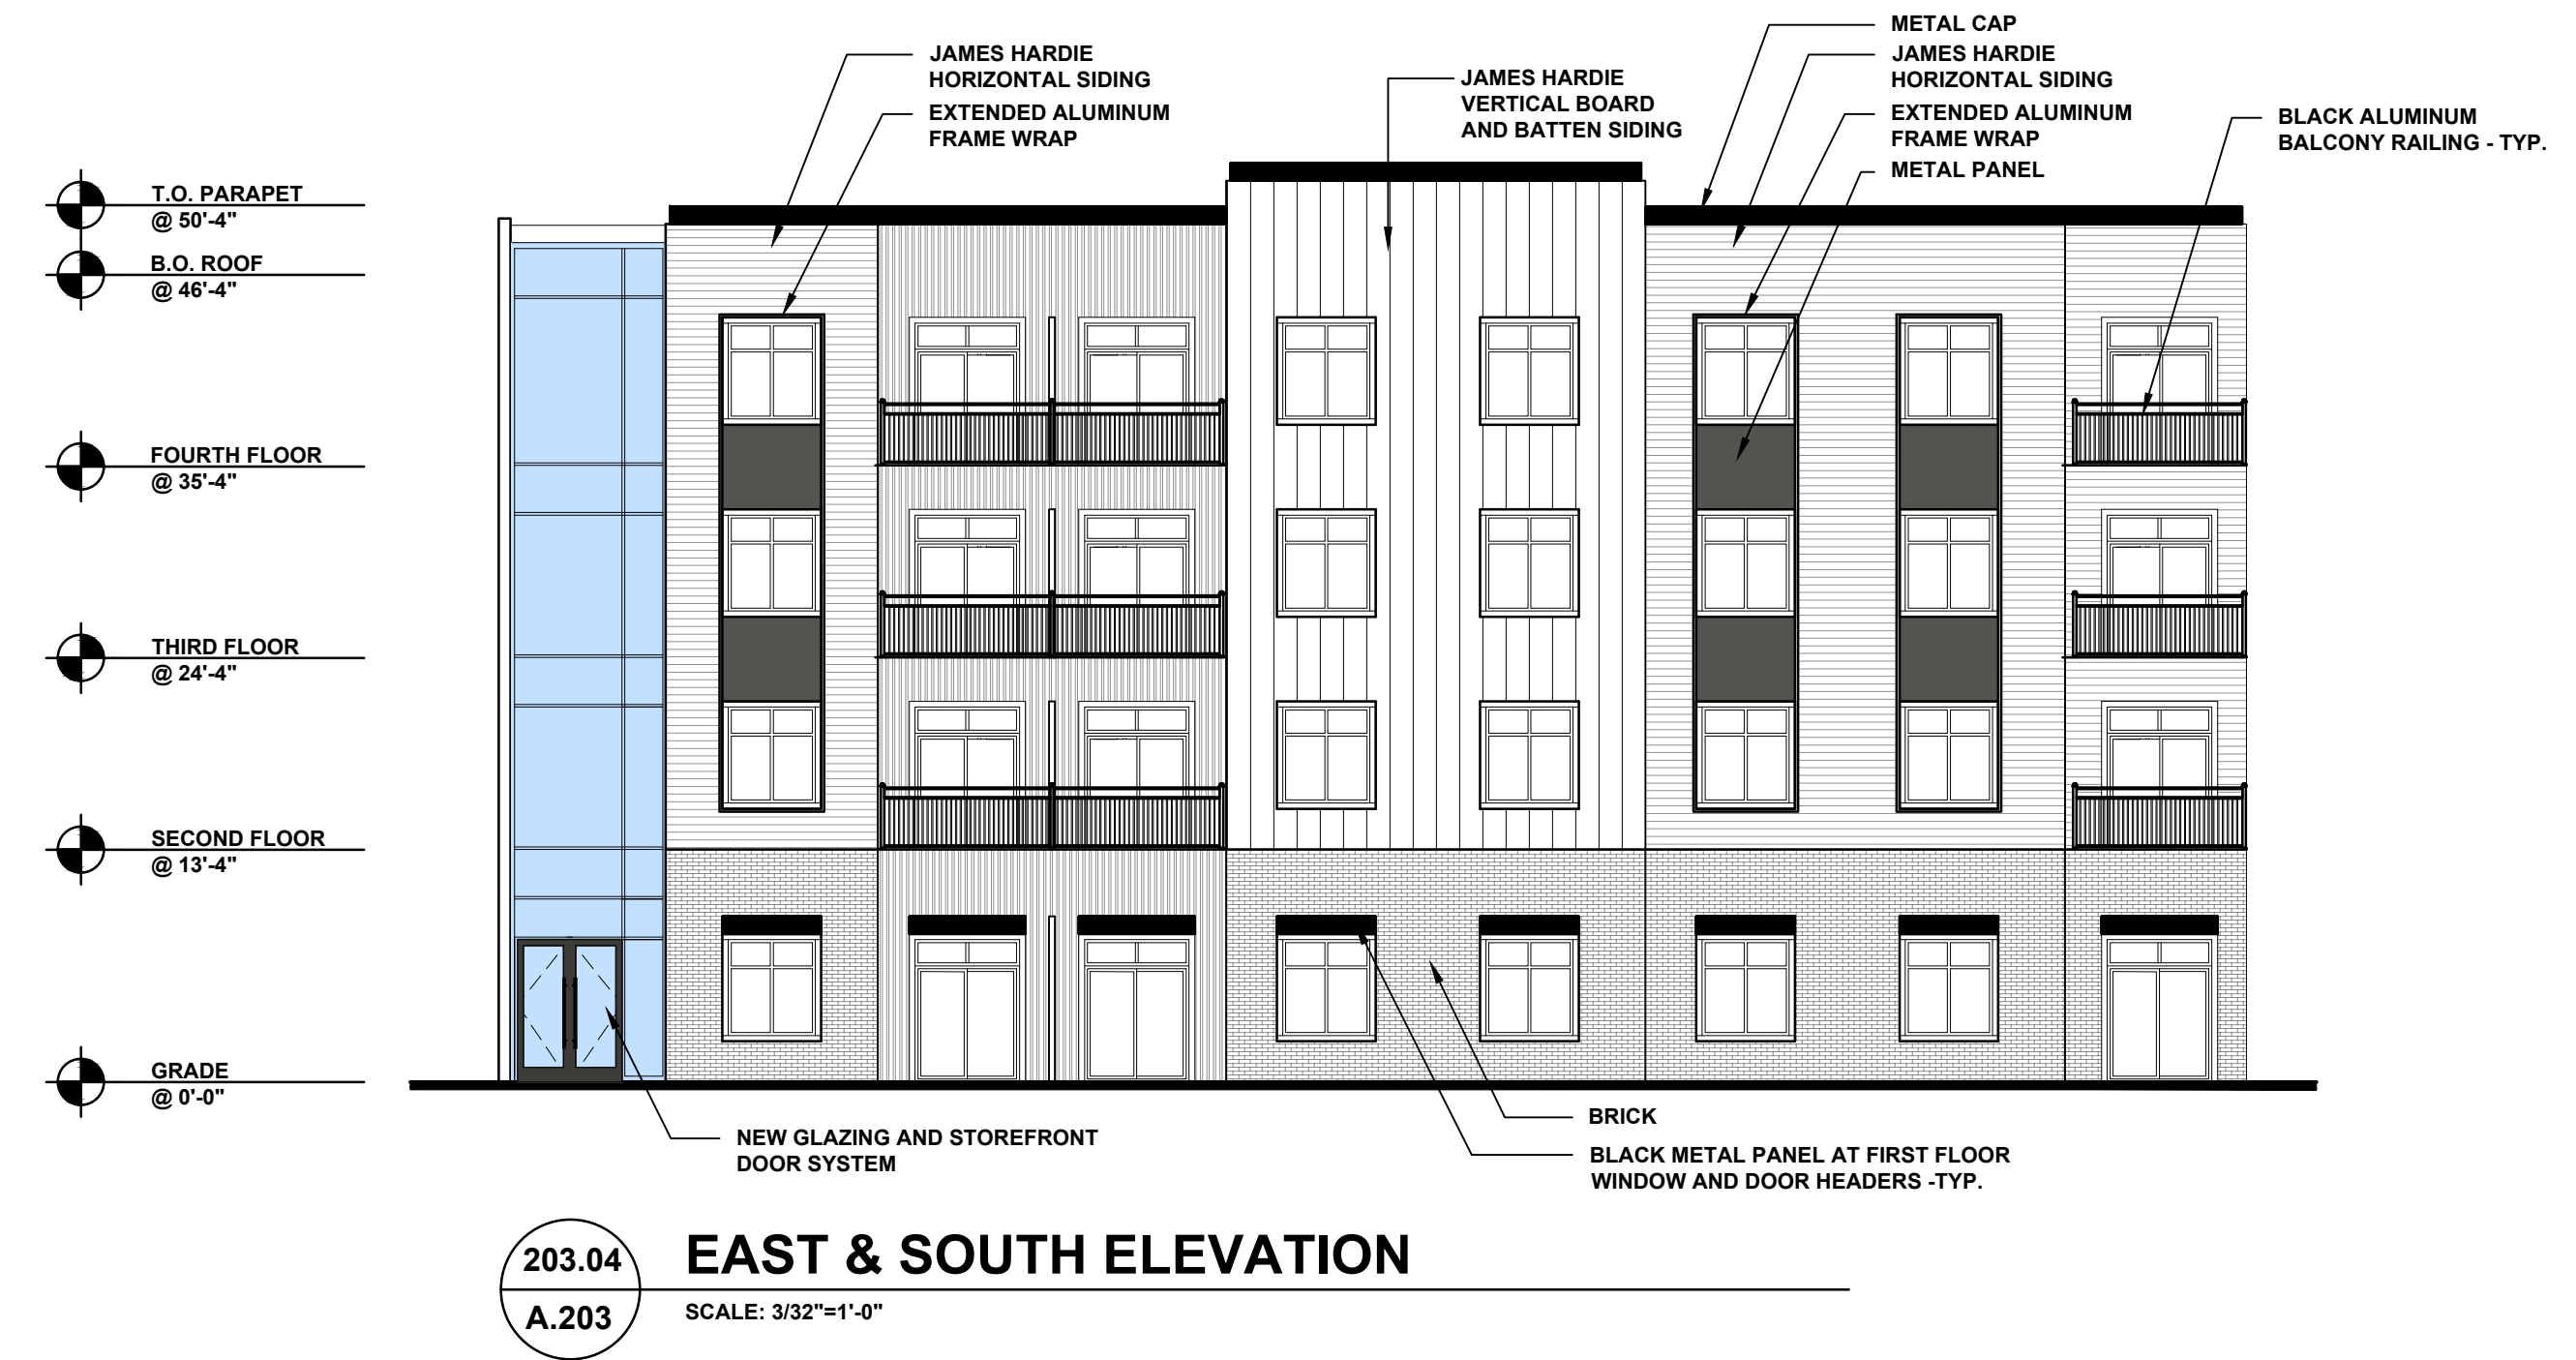 METAL CAP
JAMES HARDIE
HORIZONTAL SIDING
EXTENDED ALUMINUM
FRAME WRAP
JAMES HARDIE
VERTICAL BOARD
AND BATTEN SIDING
JAMES HARDIE
HORIZONTAL SIDING
EXTENDED ALUMINUM
FRAME WRAP
METAL PANEL
BLACK ALUMINUM
BALCONY RAILING - TYP.
T.O. PARAPET
@ 50'-4"
B.O. ROOF
@ 46'-4"
FOURTH FLOOR
@ 35'-4"
THIRD FLOOR
@ 24'-4"
SECOND FLOOR
@ 13'-4"
GRADE
@ 0'-0"
NEW GLAZING AND STOREFRONT
DOOR SYSTEM
BRICK
BLACK METAL PANEL AT FIRST FLOOR
WINDOW AND DOOR HEADERS -TYP.
203.04
A.203
EAST & SOUTH ELEVATION
SCALE: 3/32"=1'-0"